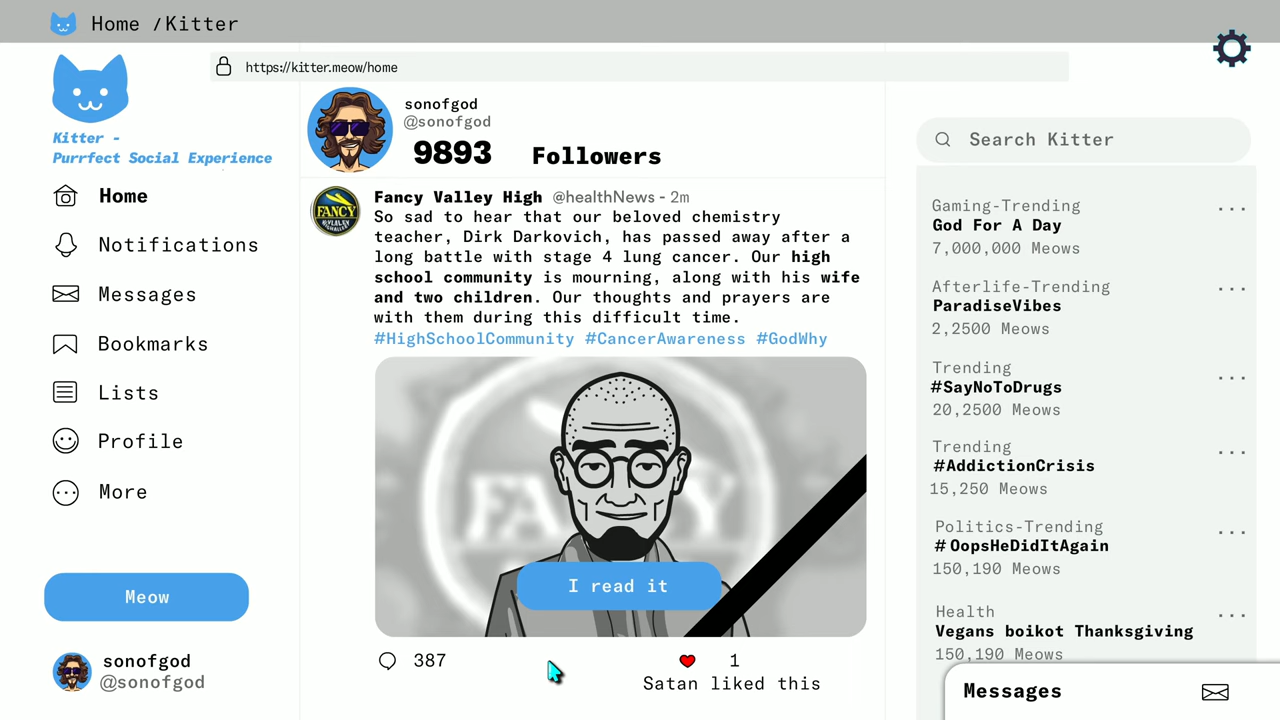 Home /Kitter
https://kitter.meow/home
Kitter -
Purrfect Social Experience
Home
Notifications
Messages
Bookmarks
Lists
Profile
More
Meow
sonofgod
@sonofgod
sonofgod
@sonofgod
9893 Followers
Fancy Valley High @healthNews - 2m
So sad to hear that our beloved chemistry
teacher, Dirk Darkovich, has passed away after a
long battle with stage 4 lung cancer. Our high
school community is mourning, along with his wife
and two children. Our thoughts and prayers are
with them during this difficult time.
#HighSchoolCommunity #CancerAwareness #GodWhy
FANCY
I read it
387
1
Satan liked this
Search Kitter
Gaming-Trending
God For A Day
7,000,000 Meows
Afterlife-Trending
ParadiseVibes
2,2500 Meows
Trending
#SayNoToDrugs
20,2500 Meows
Trending
#AddictionCrisis
15,250 Meows
Politics-Trending
#OopsHeDidItAgain
150,190 Meows
Health
Vegans boikot Thanksgiving
150,190 Meows
Messages